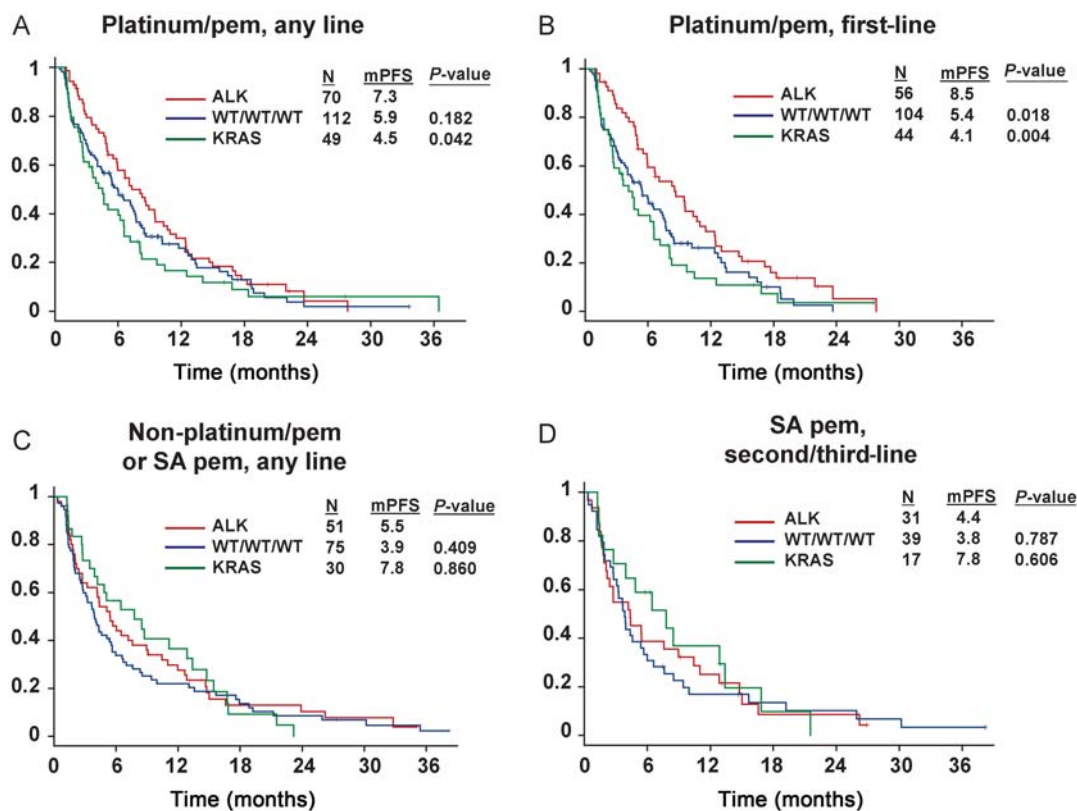 A
Platinum/pem, any line
N mPFS P-value
ALK 70 7.3
WT/WT/WT 112 5.9 0.182
KRAS 49 4.5 0.042
1
0.8
0.6
0.4
0.2
0
6 12 18 24 30 36
Time (months)
B
Platinum/pem, first-line
N mPFS P-value
ALK 56 8.5
WT/WT/WT 104 5.4 0.018
KRAS 44 4.1 0.004
1
0.8
0.6
0.4
0.2
0
6 12 18 24 30 36
Time (months)
C
Non-platinum/pem
or SA pem, any line
N mPFS P-value
ALK 51 5.5
WT/WT/WT 75 3.9 0.409
KRAS 30 7.8 0.860
1
0.8
0.6
0.4
0.2
0
6 12 18 24 30 36
Time (months)
D
SA pem,
second/third-line
N mPFS P-value
ALK 31 4.4
WT/WT/WT 39 3.8 0.787
KRAS 17 7.8 0.606
1
0.8
0.6
0.4
0.2
0
6 12 18 24 30 36
Time (months)